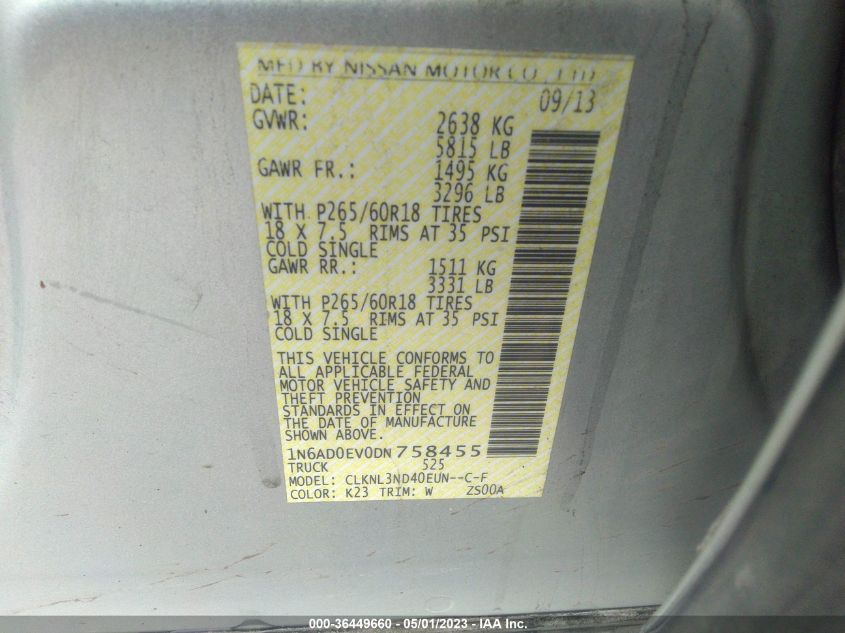 MFD BY NISSAN MOTOR CO., LTD
DATE: 09/13
GVWR: 2638 KG
5815 LB
GAWR FR.: 1495 KG
3296 LB
WITH P265/60R18 TIRES
18 X 7.5 RIMS AT 35 PSI
COLD SINGLE
GAWR RR.: 1511 KG
3331 LB
WITH P265/60R18 TIRES
18 X 7.5 RIMS AT 35 PSI
COLD SINGLE
THIS VEHICLE CONFORMS TO
ALL APPLICABLE FEDERAL
MOTOR VEHICLE SAFETY AND
THEFT PREVENTION
STANDARDS IN EFFECT ON
THE DATE OF MANUFACTURE
SHOWN ABOVE.
1N6AD0EV0DN758455
TRUCK 525
MODEL: CLKNL3ND40EUN--C-F
COLOR: K23 TRIM: W ZS00A
000-36449660 - 05/01/2023 - IAA Inc.